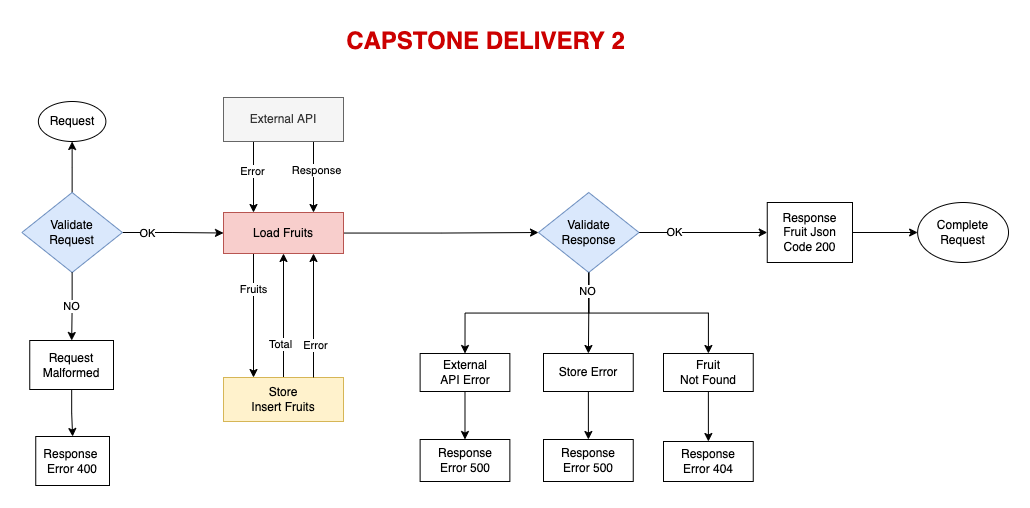 CAPSTONE DELIVERY 2
Request
External API
Error
Response
Validate
Request
OK
Load Fruits
Validate
Response
OK
Response
Fruit Json
Code 200
Complete
Request
NO
Fruits
Total
Error
NO
Request
Malformed
Store
Insert Fruits
External
API Error
Store Error
Fruit
Not Found
Response
Error 400
Response
Error 500
Response
Error 500
Response
Error 404